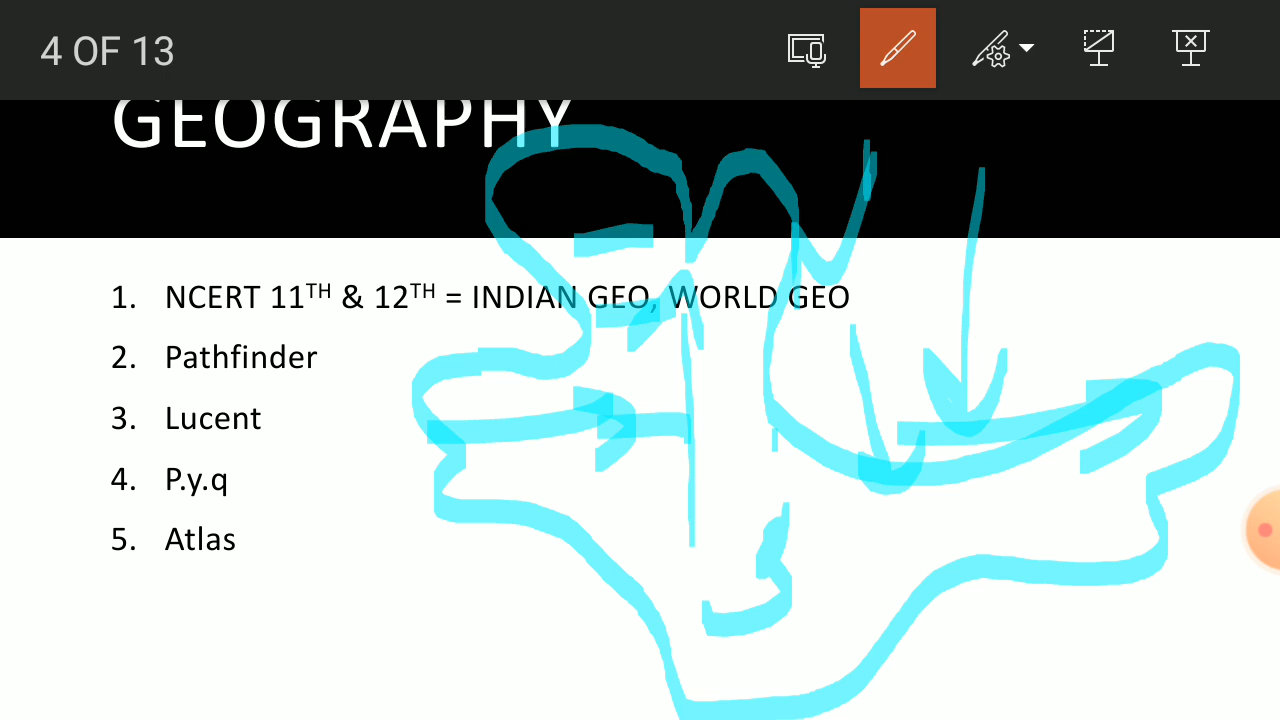 4 OF 13
GEOGRAPHY
1. NCERT 11TH & 12TH = INDIAN GEO, WORLD GEO
2. Pathfinder
3. Lucent
4. P.y.q
5. Atlas